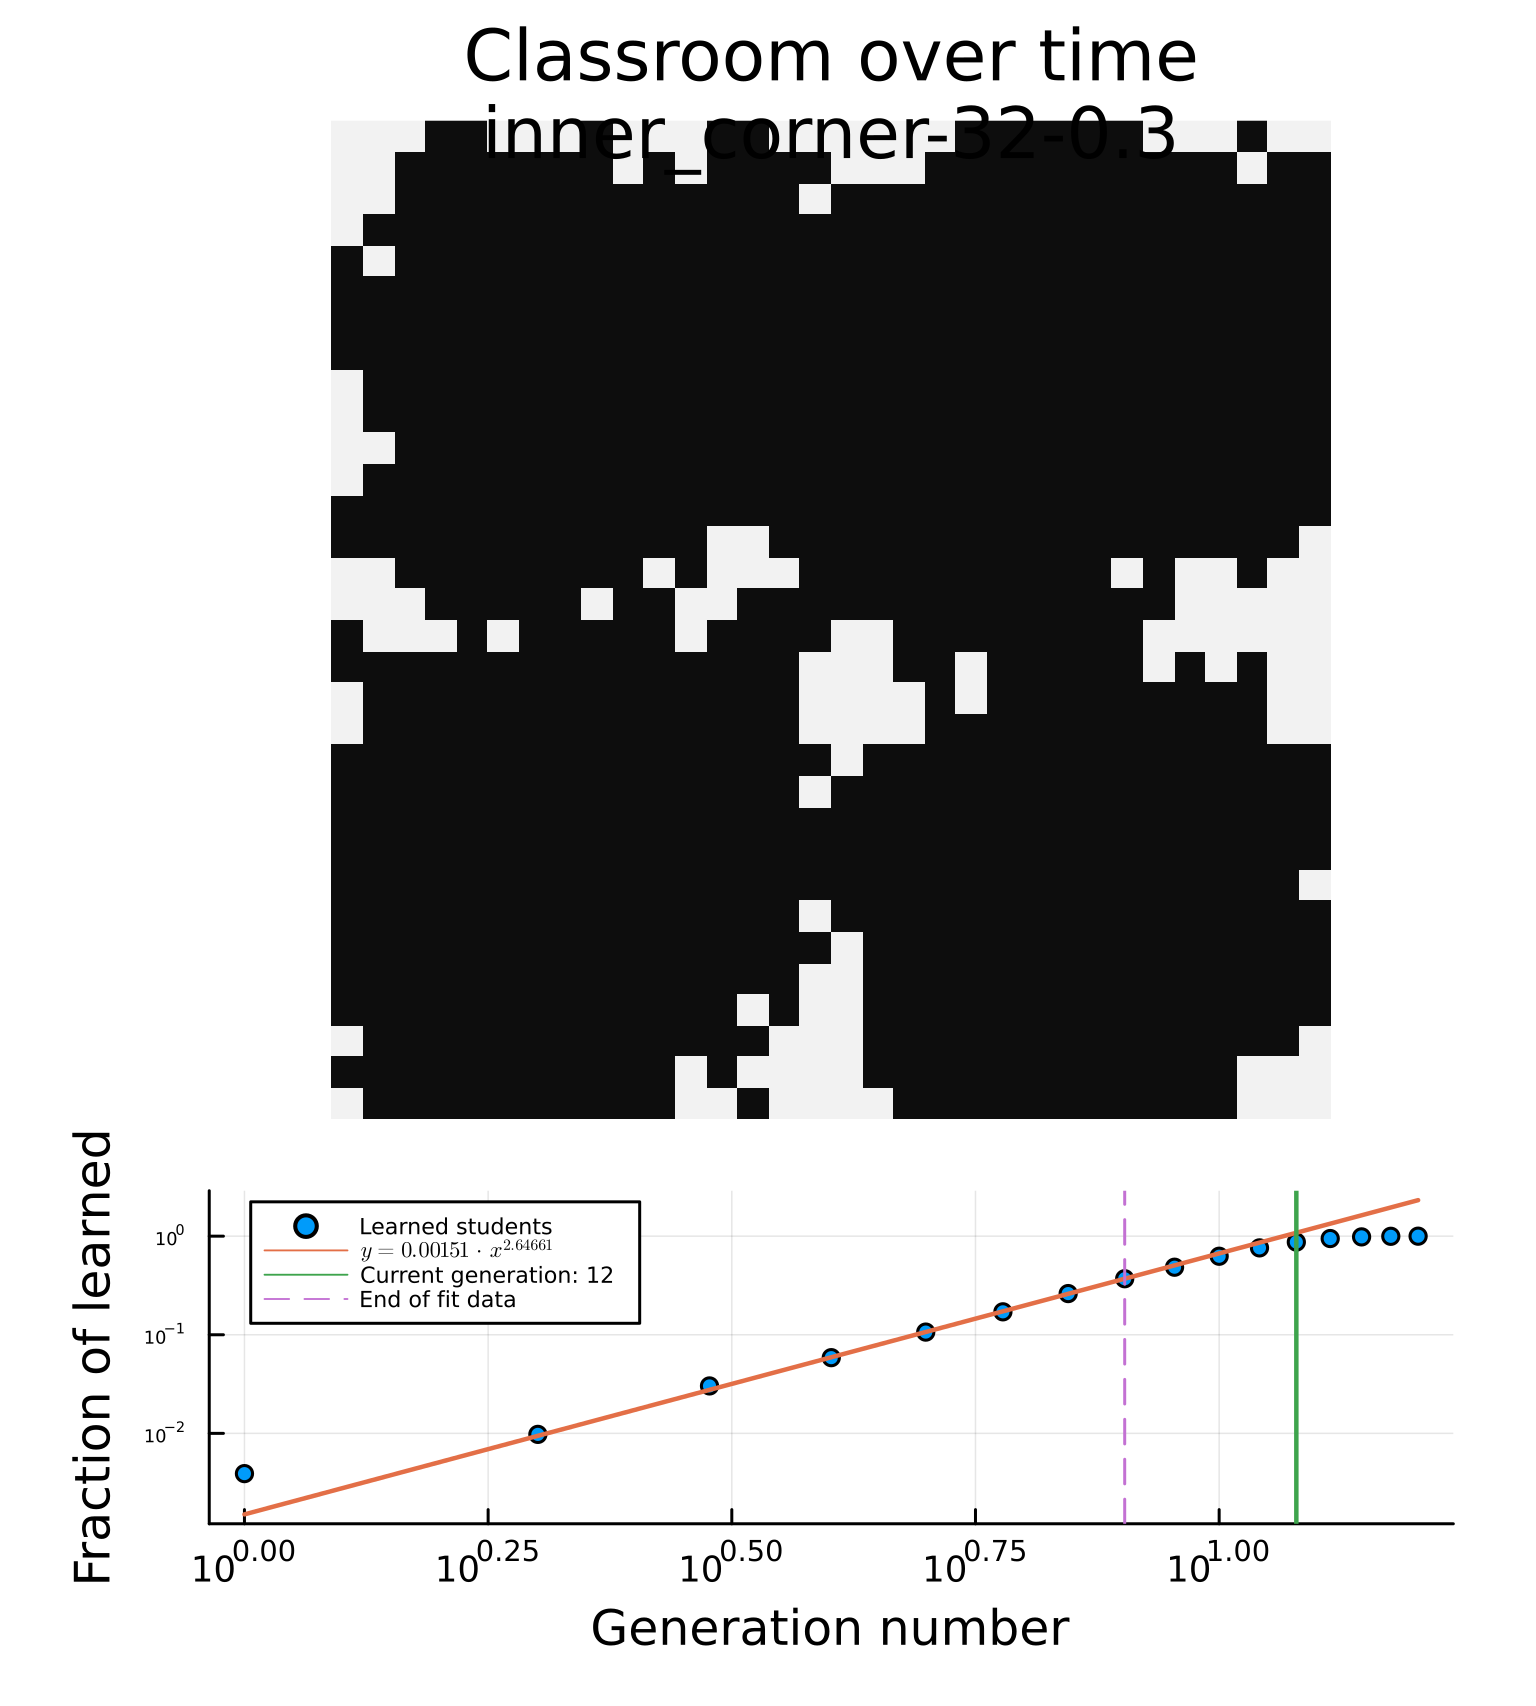 Classroom over time
inner_corner-32-0.3
Fraction of learned
10⁰
10⁻¹
10⁻²
Learned students
y = 0.00151 · x^2.64661
Current generation: 12
End of fit data
10^0.00 10^0.25 10^0.50 10^0.75 10^1.00
Generation number